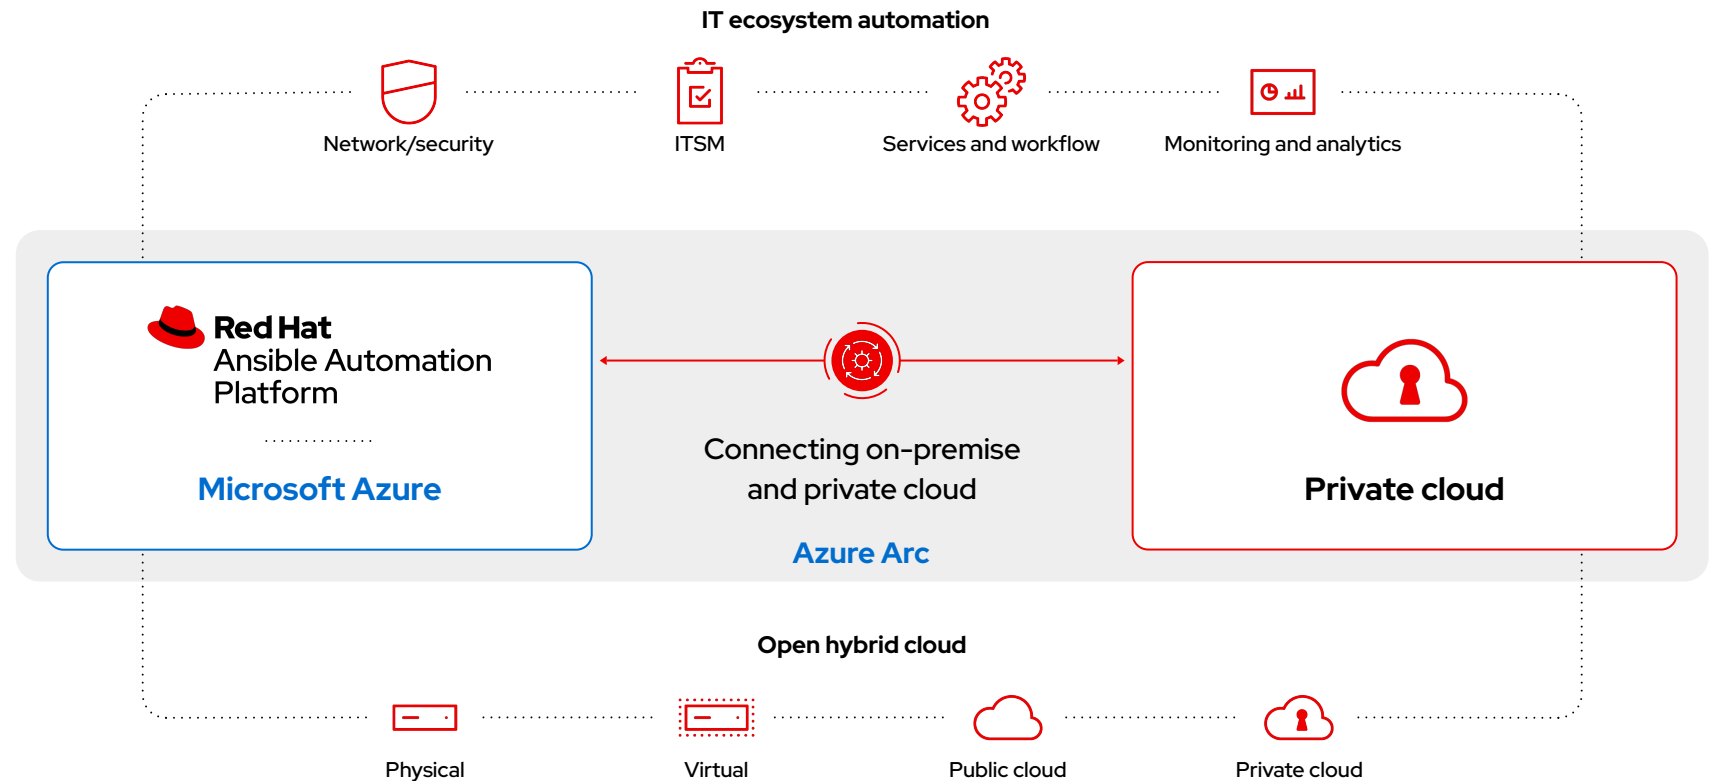 IT ecosystem automation
Network/security
ITSM
Services and workflow
Monitoring and analytics
Red Hat
Ansible Automation
Platform
Microsoft Azure
Connecting on-premise
and private cloud
Azure Arc
Private cloud
Open hybrid cloud
Physical
Virtual
Public cloud
Private cloud